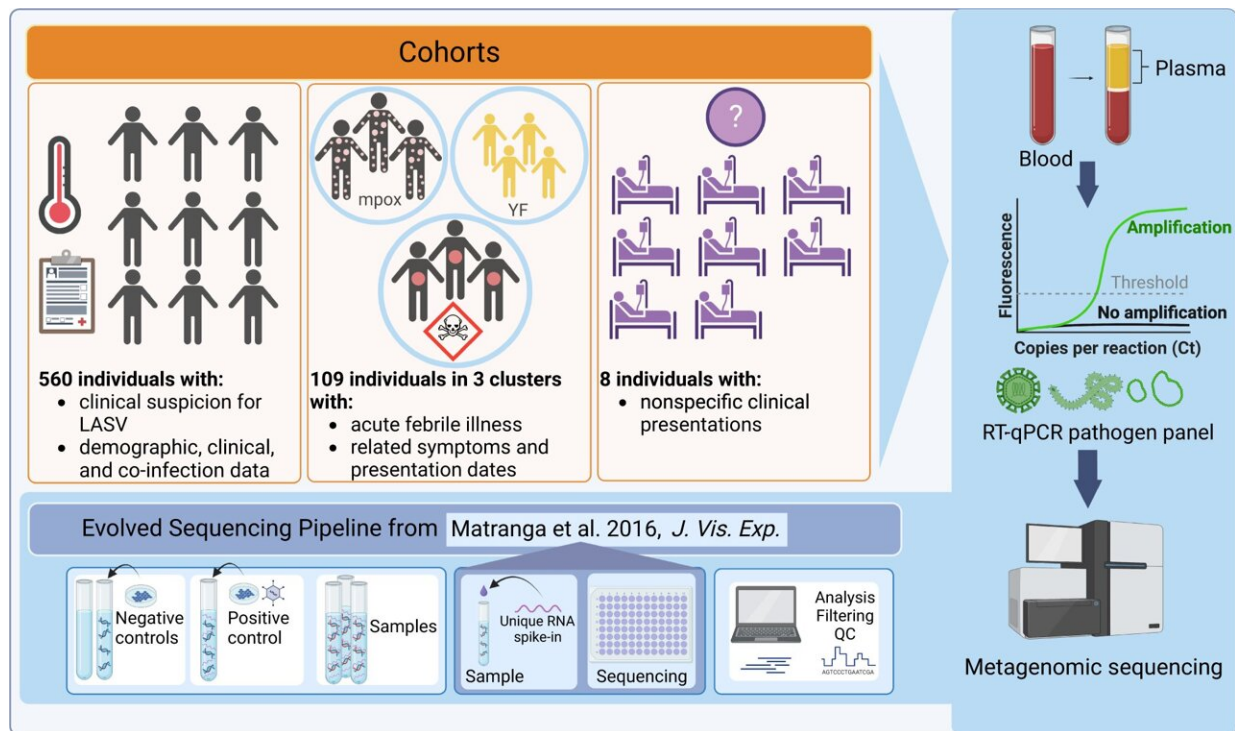 Cohorts
mpox
YF
?
560 individuals with:
• clinical suspicion for
LASV
• demographic, clinical,
and co-infection data
109 individuals in 3 clusters
with:
• acute febrile illness
• related symptoms and
presentation dates
8 individuals with:
• nonspecific clinical
presentations
Blood
Plasma
Fluorescence
Amplification
Threshold
No amplification
Copies per reaction (Ct)
RT-qPCR pathogen panel
Metagenomic sequencing
Evolved Sequencing Pipeline from Matranga et al. 2016, J. Vis. Exp.
Negative
controls
Positive
control
Samples
Unique RNA
spike-in
Sample
Sequencing
Analysis
Filtering
QC
AGTCCCTGAATCGA